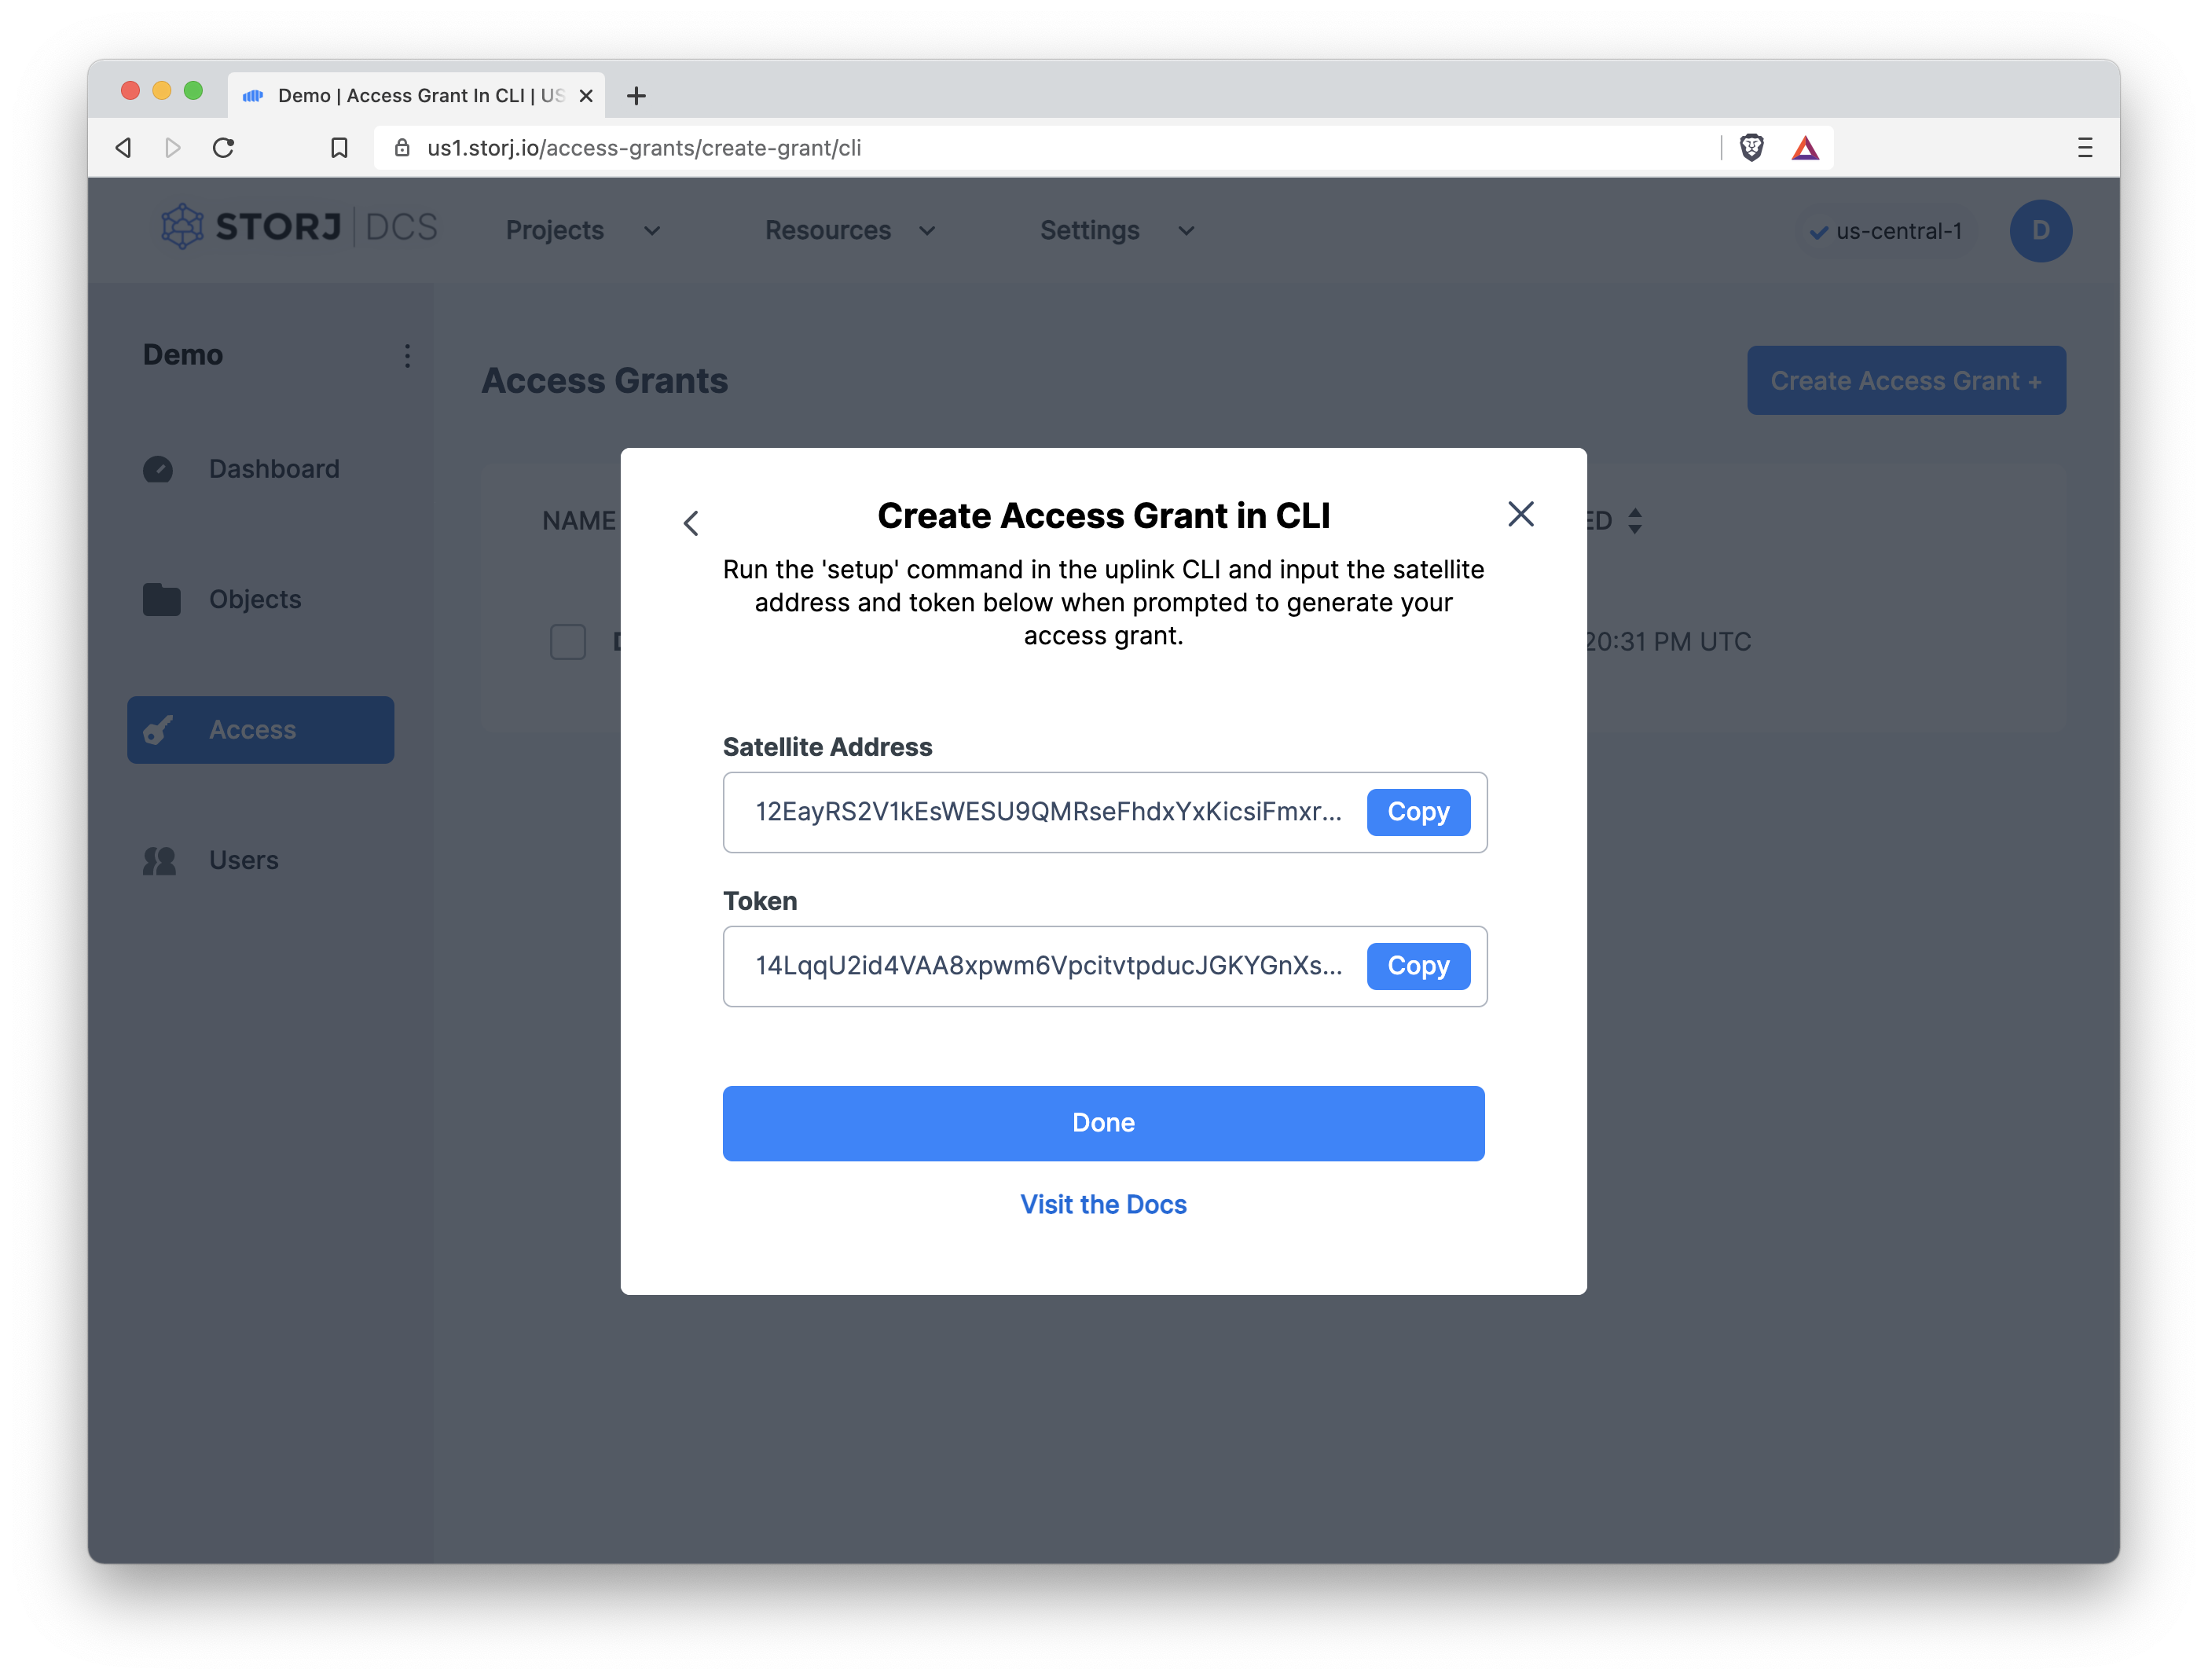 Demo | Access Grant In CLI | US
us1.storj.io/access-grants/create-grant/cli
STORJ | DCS
Projects
Resources
Settings
us-central-1
D
Demo
Access Grants
Create Access Grant +
Dashboard
Objects
Access
Users
NAME
ED
20:31 PM UTC
Create Access Grant in CLI
Run the 'setup' command in the uplink CLI and input the satellite
address and token below when prompted to generate your
access grant.
Satellite Address
12EayRS2V1kEsWESU9QMRseFhdxYxKicsiFmxr...
Copy
Token
14LqqU2id4VAA8xpwm6VpcitvtpducJGKYGnXs...
Copy
Done
Visit the Docs